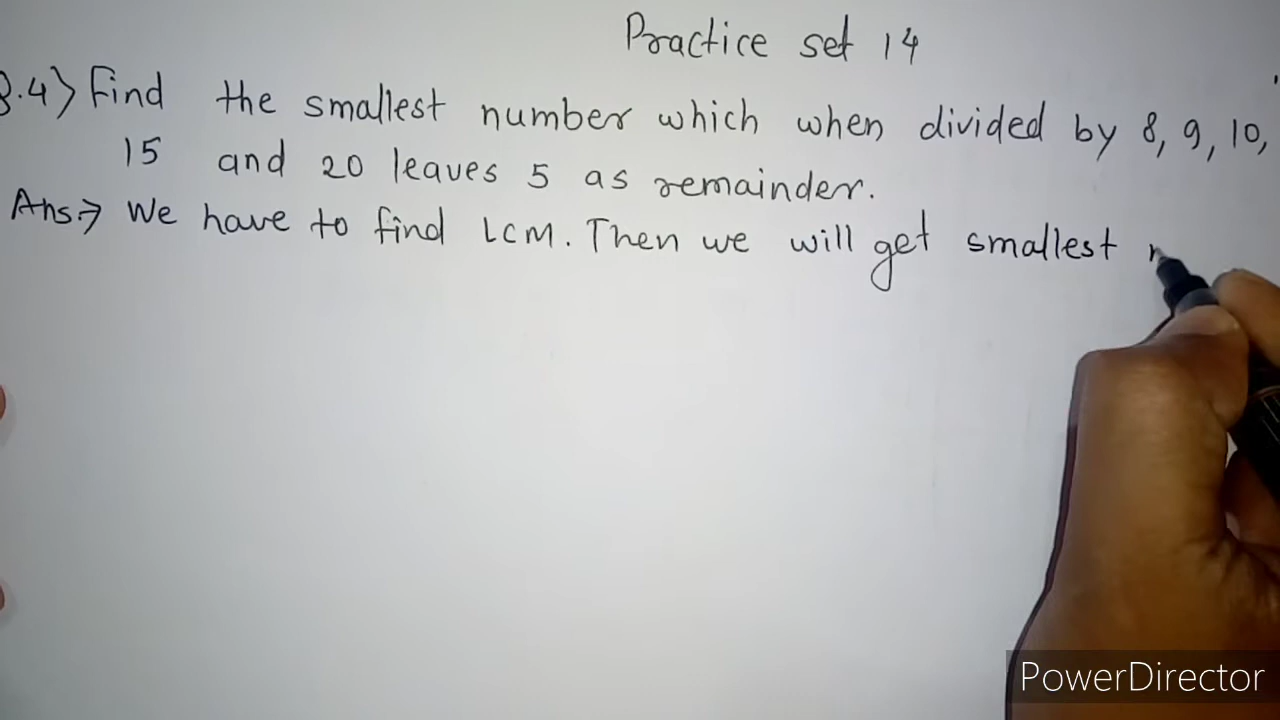 Practice set 14
Q.4) Find the smallest number which when divided by 8, 9, 10,
15 and 20 leaves 5 as remainder.
Ans:→ We have to find LCM. Then we will get smallest
PowerDirector